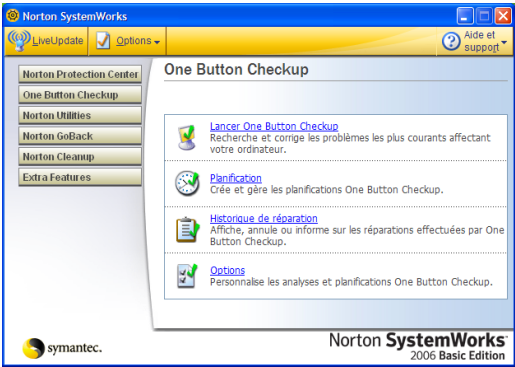 Norton SystemWorks
LiveUpdate
Options
Aide et
support
Norton Protection Center
One Button Checkup
Norton Utilities
Norton GoBack
Norton Cleanup
Extra Features
One Button Checkup
Lancer One Button Checkup
Recherche et corrige les problèmes les plus courants affectant
votre ordinateur.
Planification
Crée et gère les planifications One Button Checkup.
Historique de réparation
Affiche, annule ou informe sur les réparations effectuées par One
Button Checkup.
Options
Personnalise les analyses et planifications One Button Checkup.
symantec.
Norton SystemWorks
2006 Basic Edition